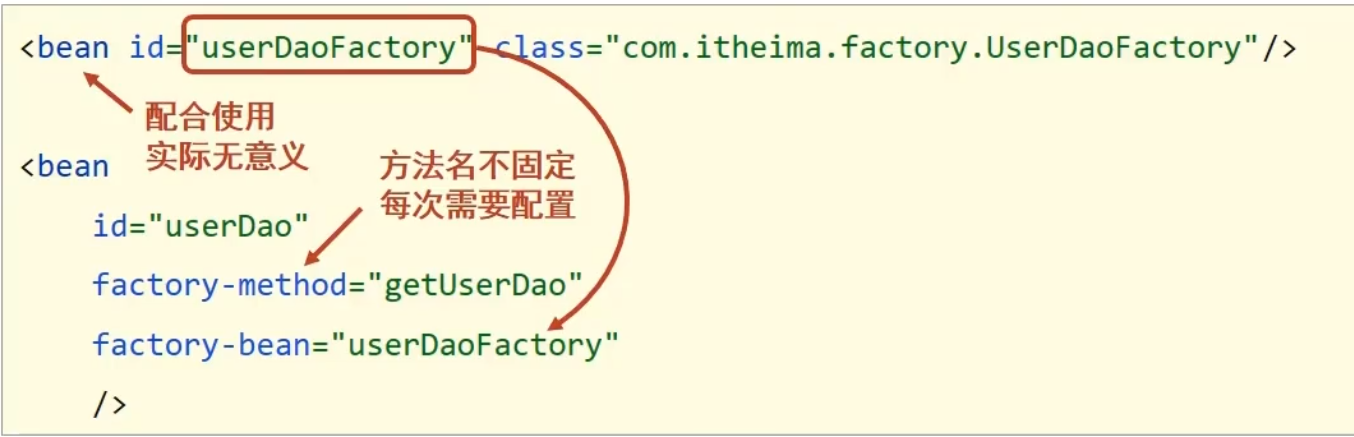 <bean id="userDaoFactory" class="com.itheima.factory.UserDaoFactory"/>
配合使用
实际无意义
<bean
方法名不固定
每次需要配置
id="userDao"
factory-method="getUserDao"
factory-bean="userDaoFactory"
/>